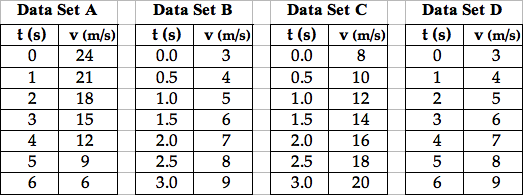 Data Set A Data Set B Data Set C Data Set D
t (s) v (m/s) t (s) v (m/s) t (s) v (m/s) t (s) v (m/s)
0 24 0.0 3 0.0 8 0 3
1 21 0.5 4 0.5 10 1 4
2 18 1.0 5 1.0 12 2 5
3 15 1.5 6 1.5 14 3 6
4 12 2.0 7 2.0 16 4 7
5 9 2.5 8 2.5 18 5 8
6 6 3.0 9 3.0 20 6 9